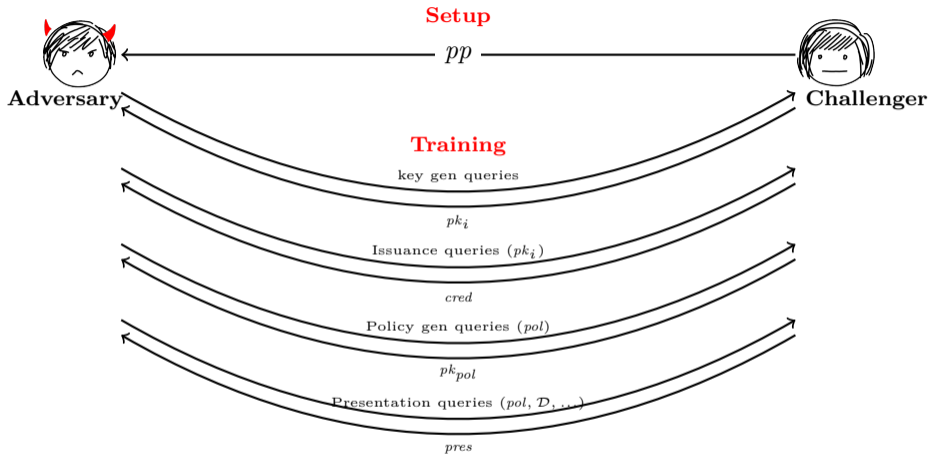 Setup
pp
Adversary
Challenger
Training
key gen queries
pk_i
Issuance queries (pk_i)
cred
Policy gen queries (pol)
pk_pol
Presentation queries (pol, 𝒟, ...)
pres